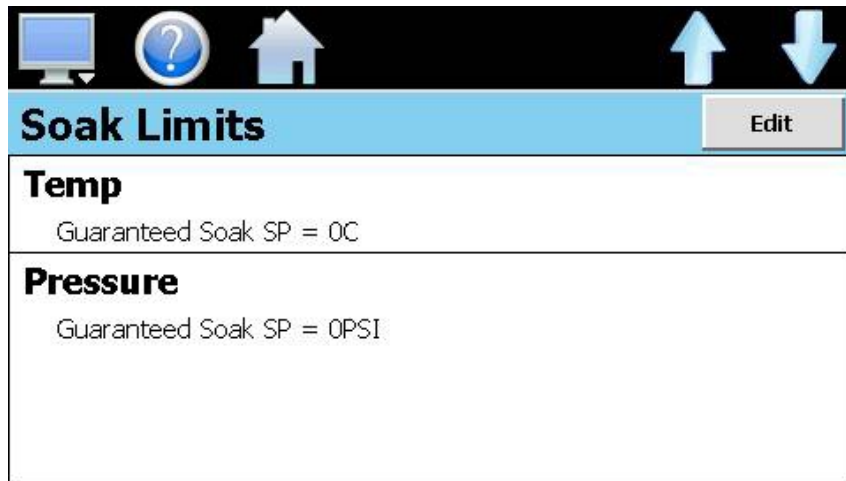 ?
Soak Limits
Edit
Temp
Guaranteed Soak SP = 0C
Pressure
Guaranteed Soak SP = 0PSI